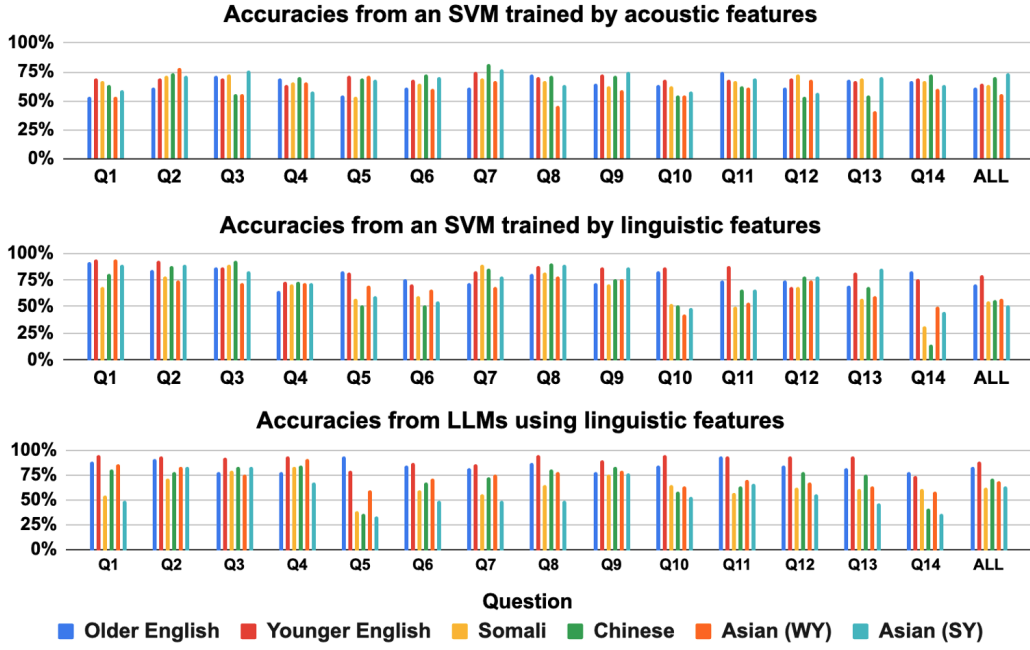 Accuracies from an SVM trained by acoustic features
100%
75%
50%
25%
0%
Q1 Q2 Q3 Q4 Q5 Q6 Q7 Q8 Q9 Q10 Q11 Q12 Q13 Q14 ALL
Accuracies from an SVM trained by linguistic features
100%
75%
50%
25%
0%
Q1 Q2 Q3 Q4 Q5 Q6 Q7 Q8 Q9 Q10 Q11 Q12 Q13 Q14 ALL
Accuracies from LLMs using linguistic features
100%
75%
50%
25%
0%
Q1 Q2 Q3 Q4 Q5 Q6 Q7 Q8 Q9 Q10 Q11 Q12 Q13 Q14 ALL
Question
Older English Younger English Somali Chinese Asian (WY) Asian (SY)